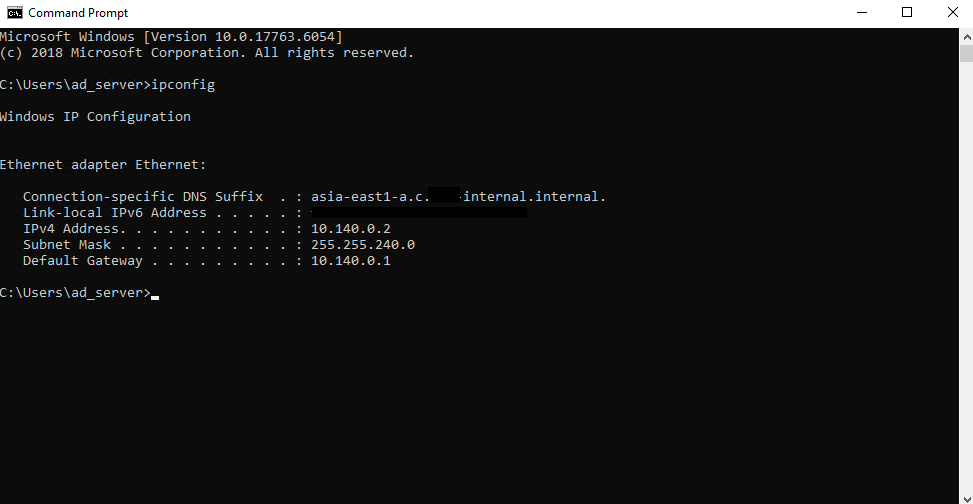 Command Prompt
Microsoft Windows [Version 10.0.17763.6054]
(c) 2018 Microsoft Corporation. All rights reserved.
C:\Users\ad_server>ipconfig
Windows IP Configuration
Ethernet adapter Ethernet:
Connection-specific DNS Suffix  . : asia-east1-a.c. -internal.internal.
Link-local IPv6 Address . . . . . :
IPv4 Address. . . . . . . . . . . : 10.140.0.2
Subnet Mask . . . . . . . . . . . : 255.255.240.0
Default Gateway . . . . . . . . . : 10.140.0.1
C:\Users\ad_server>